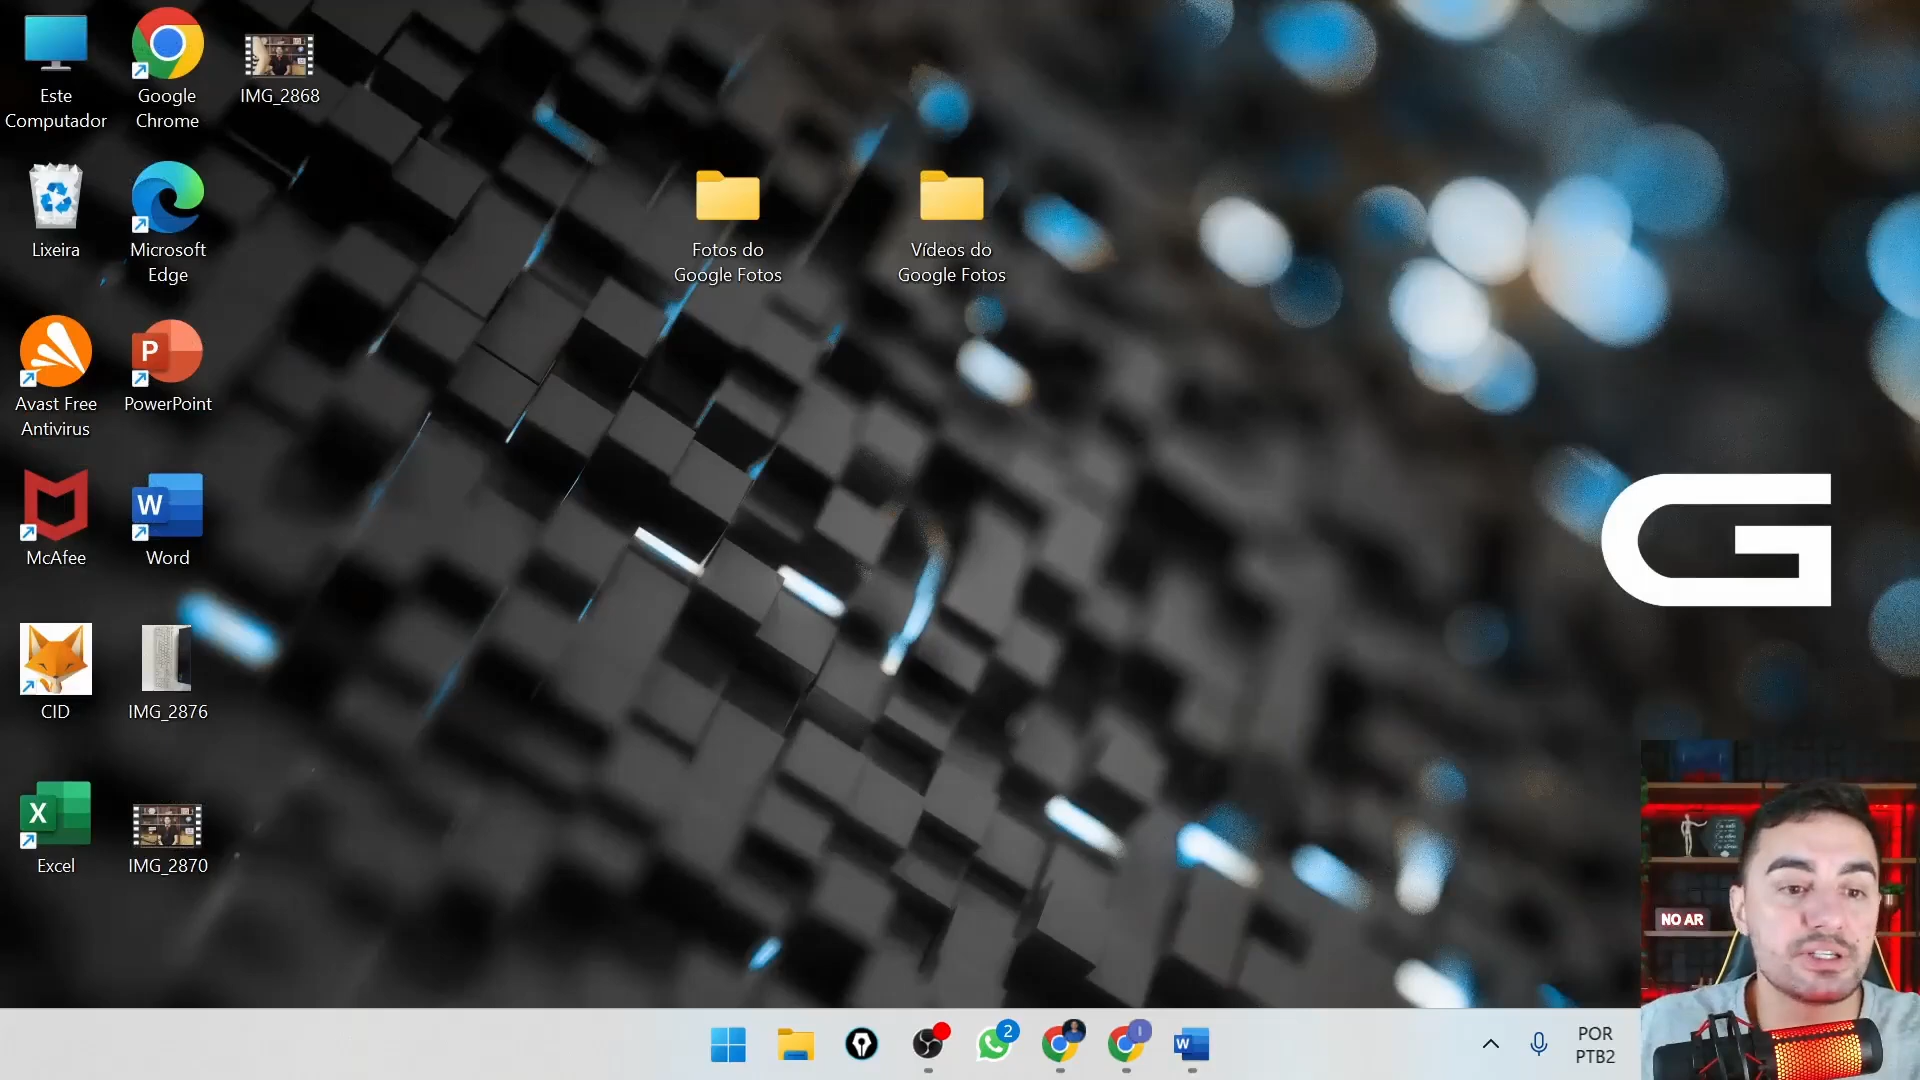 Este
Computador
Google
Chrome
IMG_2868
Lixeira
Microsoft
Edge
Fotos do
Google Fotos
Vídeos do
Google Fotos
Avast Free
Antivirus
P
PowerPoint
McAfee
W
Word
G
CID
IMG_2876
X
Excel
IMG_2870
NO AR
2
I
W
POR
PTB2